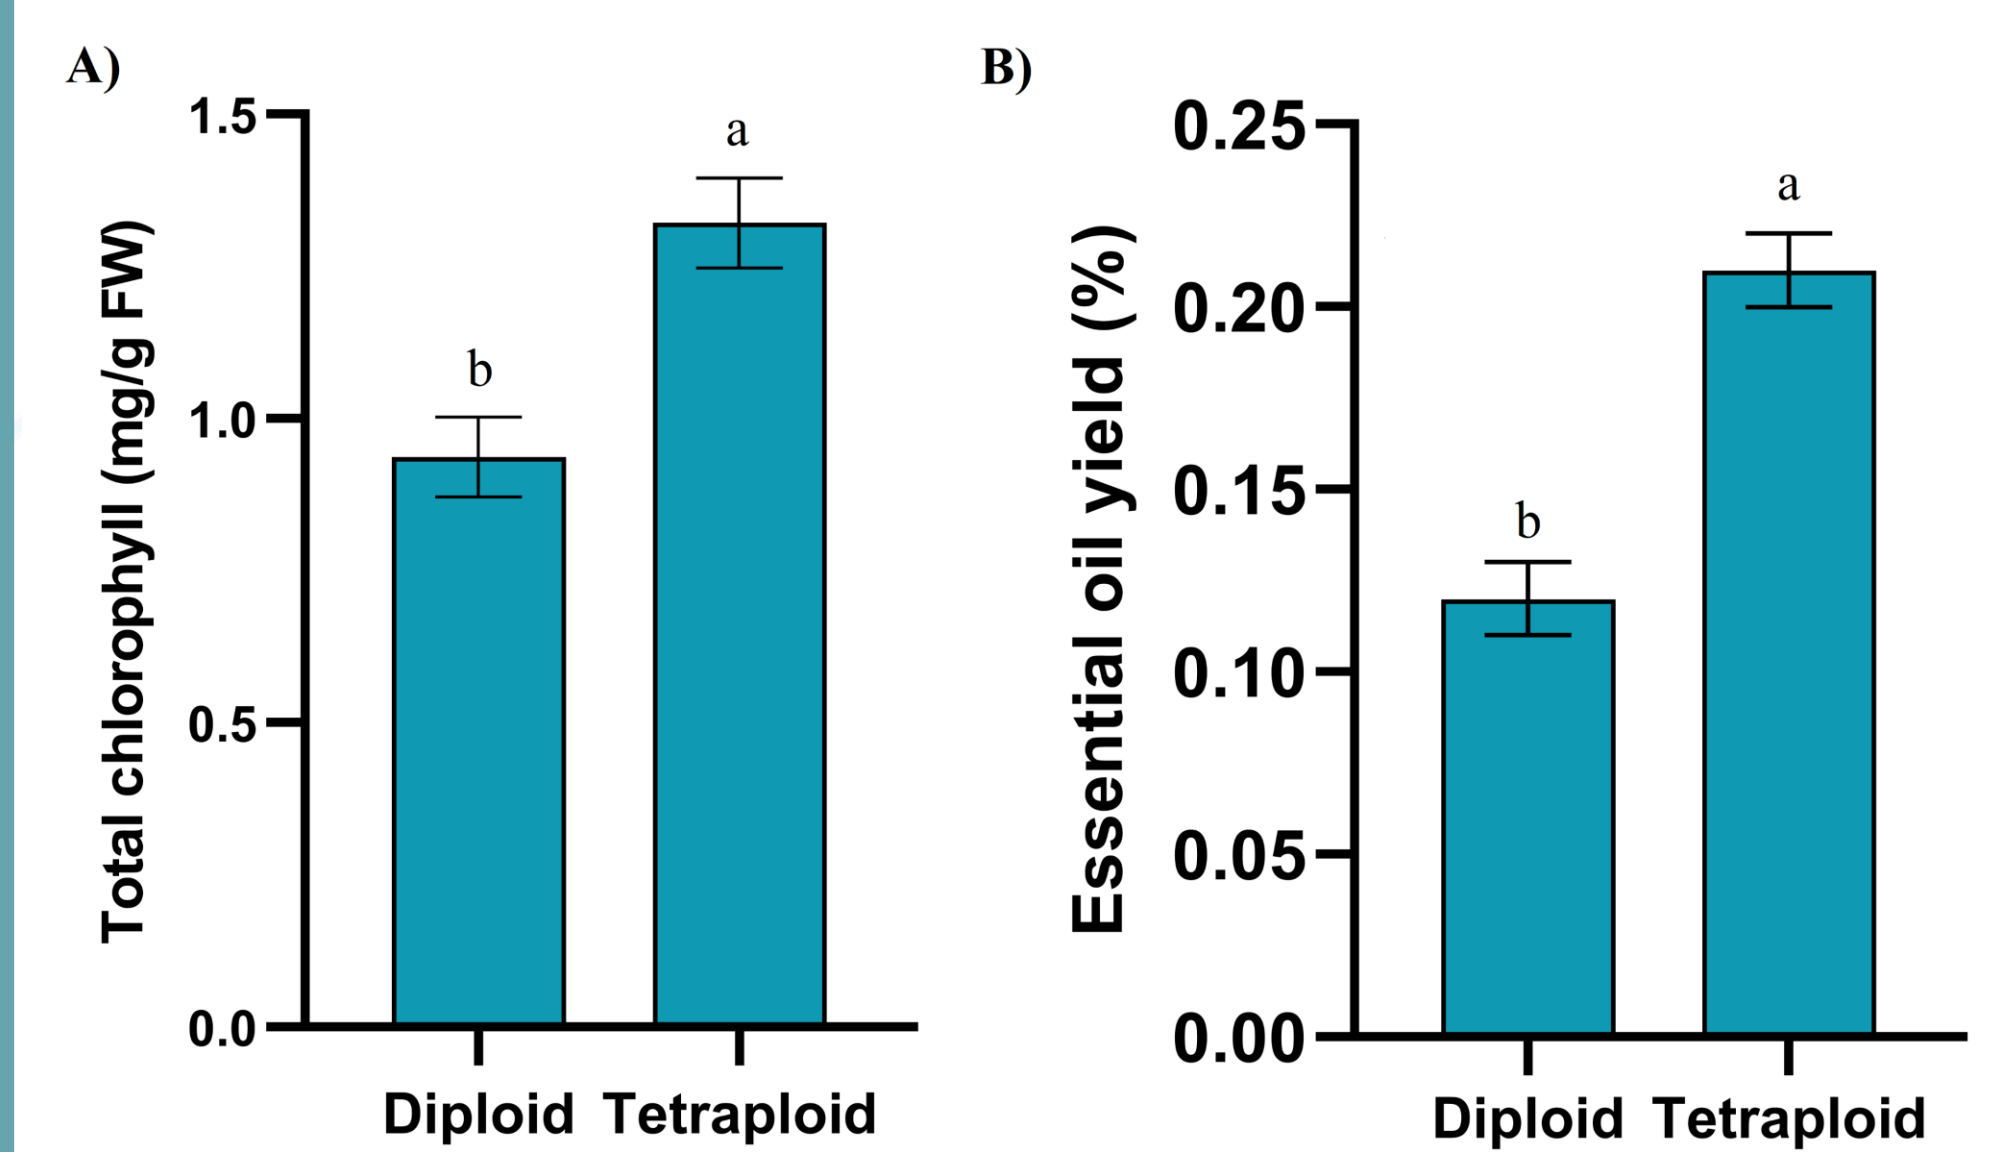 A)
Total chlorophyll (mg/g FW)
1.5
1.0
0.5
0.0
b
a
Diploid Tetraploid
B)
Essential oil yield (%)
0.25
0.20
0.15
0.10
0.05
0.00
b
a
Diploid Tetraploid